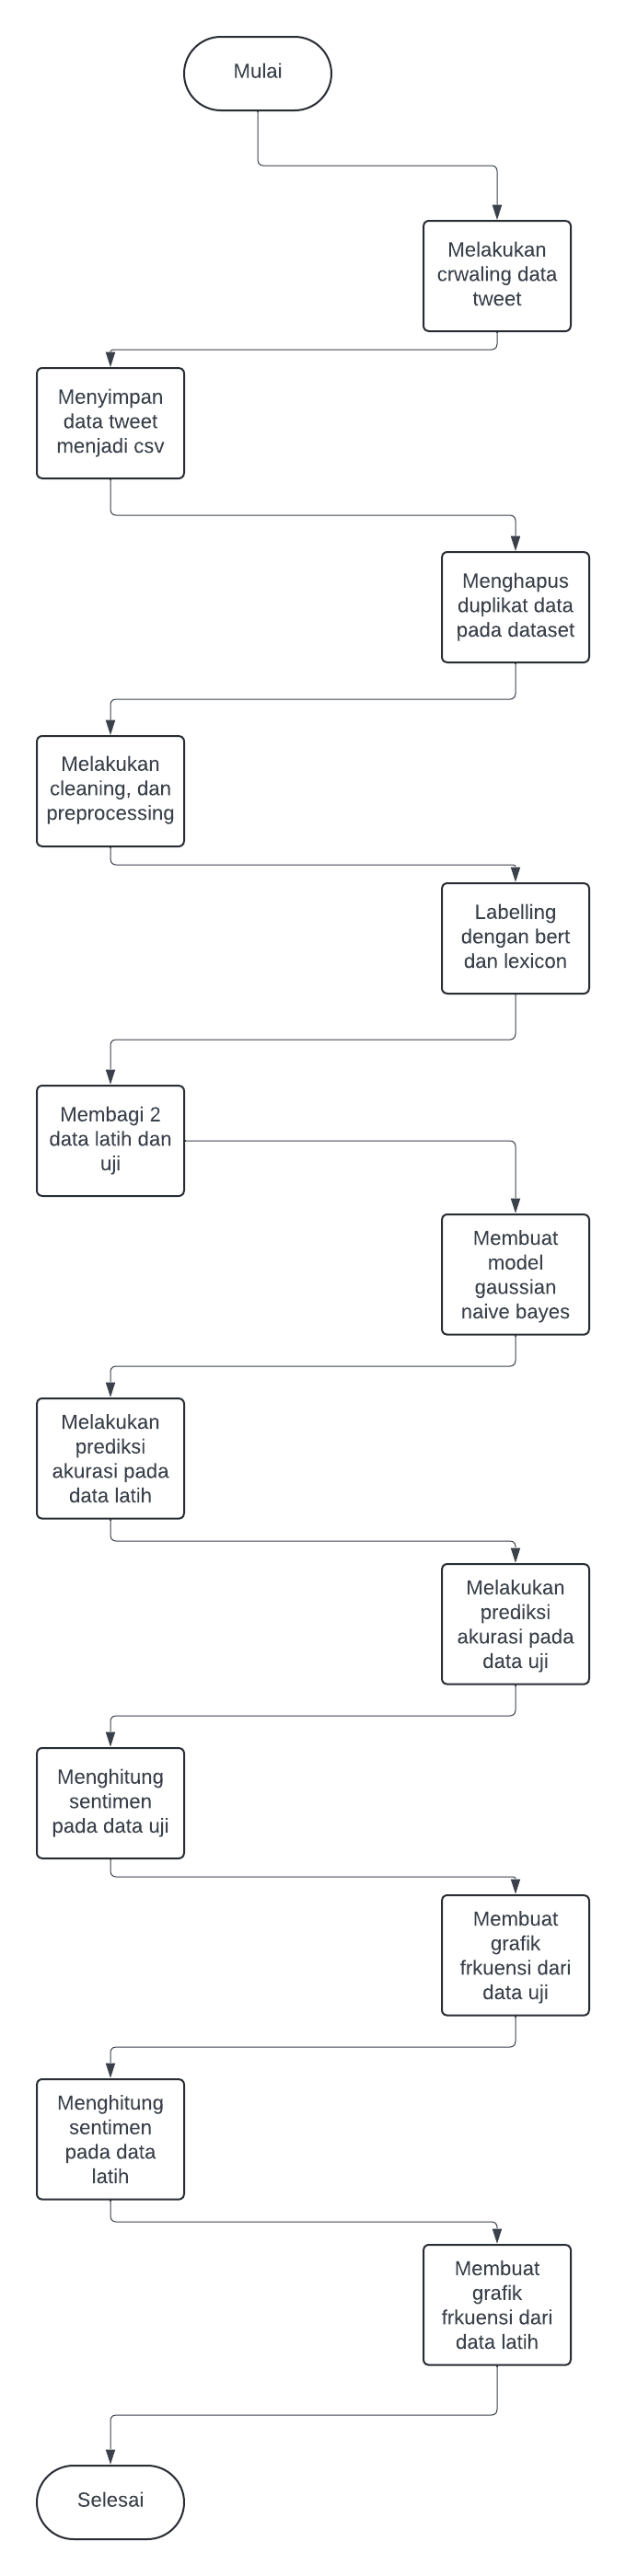 Mulai
Melakukan
crwaling data
tweet
Menyimpan
data tweet
menjadi csv
Menghapus
duplikat data
pada dataset
Melakukan
cleaning, dan
preprocessing
Labelling
dengan bert
dan lexicon
Membagi 2
data latih dan
uji
Membuat
model
gaussian
naive bayes
Melakukan
prediksi
akurasi pada
data latih
Melakukan
prediksi
akurasi pada
data uji
Menghitung
sentimen
pada data uji
Membuat
grafik
frkuensi dari
data uji
Menghitung
sentimen
pada data
latih
Membuat
grafik
frkuensi dari
data latih
Selesai